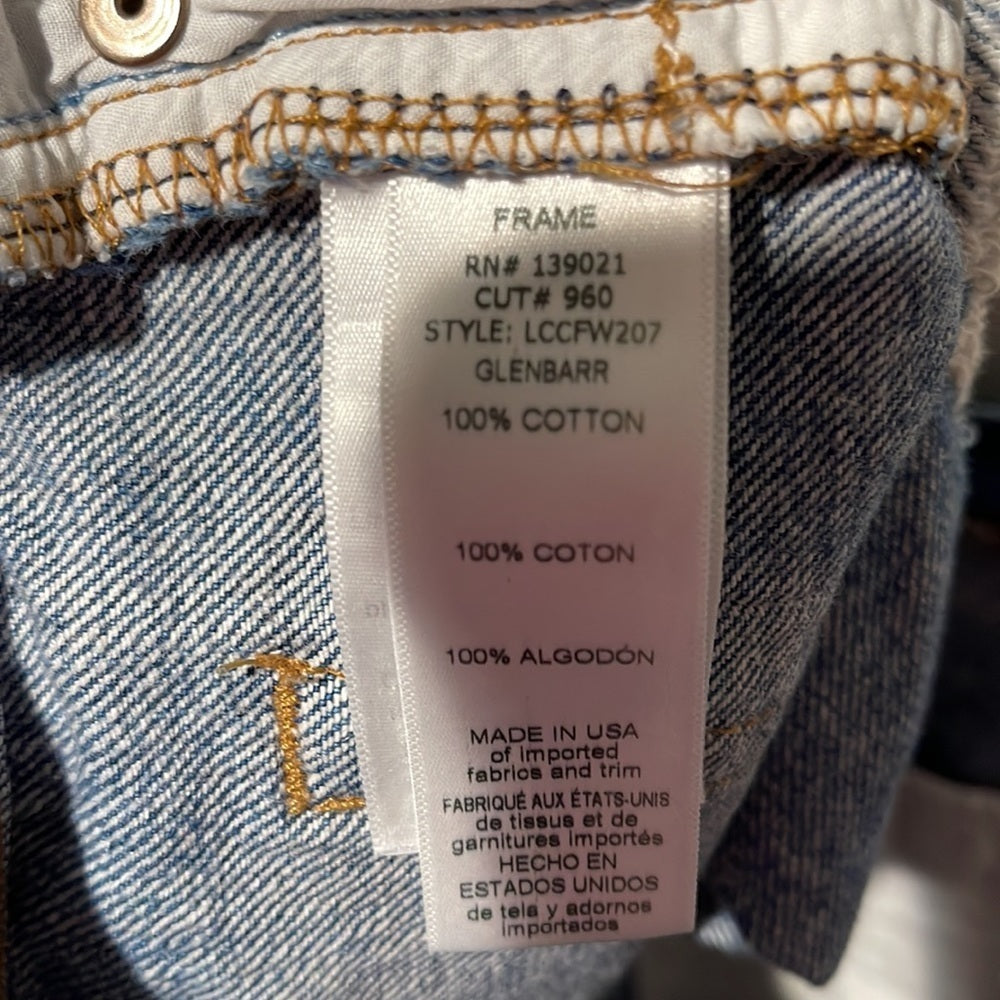 FRAME
RN# 139021
CUT# 960
STYLE: LCCFW207
GLENBARR
100% COTTON
100% COTON
100% ALGODÓN
MADE IN USA
of imported
fabrics and trim
FABRIQUÉ AUX ÉTATS-UNIS
de tissus et de
garnitures importés
HECHO EN
ESTADOS UNIDOS
de tela y adornos
importados